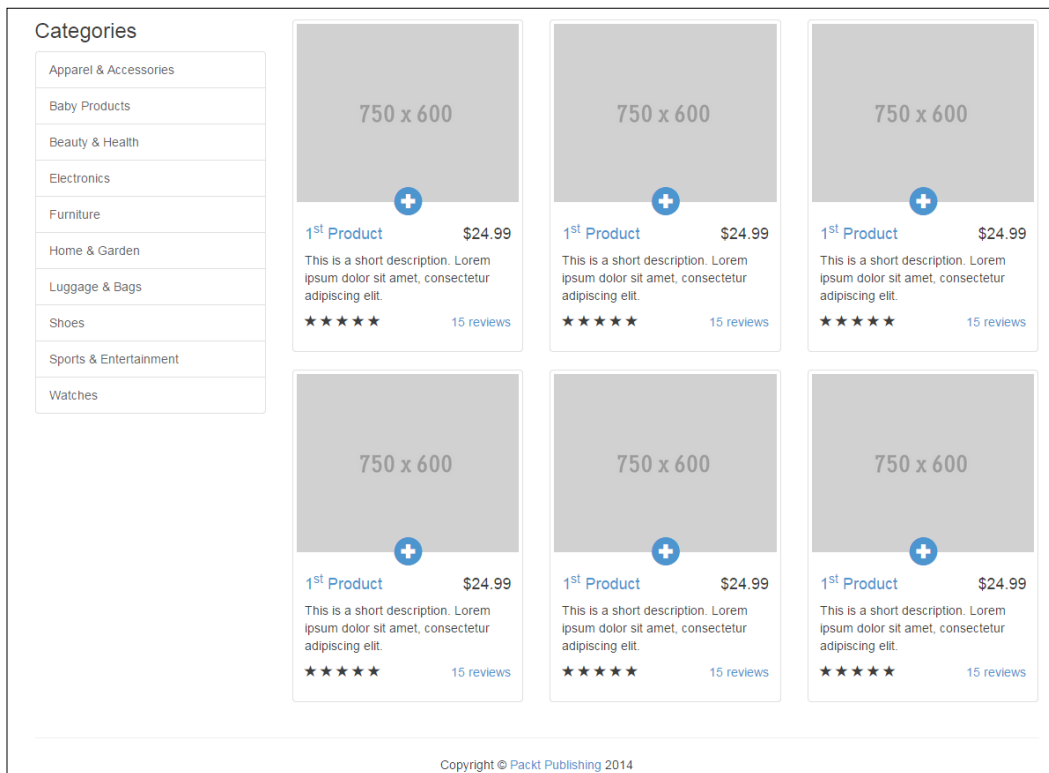 Categories
Apparel & Accessories
Baby Products
Beauty & Health
Electronics
Furniture
Home & Garden
Luggage & Bags
Shoes
Sports & Entertainment
Watches
750 x 600
1st Product $24.99
This is a short description. Lorem
ipsum dolor sit amet, consectetur
adipiscing elit.
★★★★★ 15 reviews
750 x 600
1st Product $24.99
This is a short description. Lorem
ipsum dolor sit amet, consectetur
adipiscing elit.
★★★★★ 15 reviews
750 x 600
1st Product $24.99
This is a short description. Lorem
ipsum dolor sit amet, consectetur
adipiscing elit.
★★★★★ 15 reviews
750 x 600
1st Product $24.99
This is a short description. Lorem
ipsum dolor sit amet, consectetur
adipiscing elit.
★★★★★ 15 reviews
750 x 600
1st Product $24.99
This is a short description. Lorem
ipsum dolor sit amet, consectetur
adipiscing elit.
★★★★★ 15 reviews
750 x 600
1st Product $24.99
This is a short description. Lorem
ipsum dolor sit amet, consectetur
adipiscing elit.
★★★★★ 15 reviews
Copyright © Packt Publishing 2014